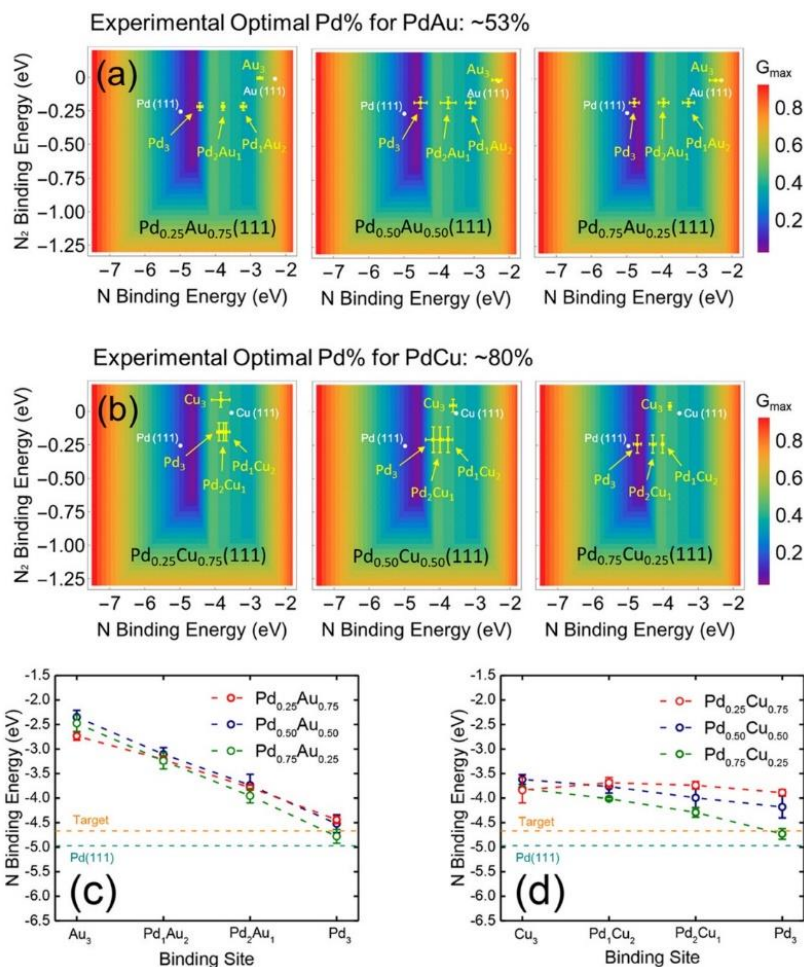 Experimental Optimal Pd% for PdAu: ~53%
(a)
N₂ Binding Energy (eV)
0
-0.25
-0.50
-0.75
-1.00
-1.25
Au₃
Pd(111)
Au(111)
Pd₃
Pd₂Au₁
Pd₁Au₂
Pd₀.₂₅Au₀.₇₅(111)
-7 -6 -5 -4 -3 -2
N Binding Energy (eV)
Au₃
Pd(111)
Au(111)
Pd₃
Pd₂Au₁
Pd₁Au₂
Pd₀.₅₀Au₀.₅₀(111)
-7 -6 -5 -4 -3 -2
N Binding Energy (eV)
Au₃
Pd(111)
Au(111)
Pd₃
Pd₂Au₁
Pd₁Au₂
Pd₀.₇₅Au₀.₂₅(111)
-7 -6 -5 -4 -3 -2
N Binding Energy (eV)
Gmax
0.8
0.6
0.4
0.2
Experimental Optimal Pd% for PdCu: ~80%
(b)
N₂ Binding Energy (eV)
0
-0.25
-0.50
-0.75
-1.00
-1.25
Cu₃
Cu(111)
Pd(111)
Pd₃
Pd₁Cu₂
Pd₂Cu₁
Pd₀.₂₅Cu₀.₇₅(111)
-7 -6 -5 -4 -3 -2
N Binding Energy (eV)
Cu₃
Cu(111)
Pd(111)
Pd₃
Pd₁Cu₂
Pd₂Cu₁
Pd₀.₅₀Cu₀.₅₀(111)
-7 -6 -5 -4 -3 -2
N Binding Energy (eV)
Cu₃
Cu(111)
Pd(111)
Pd₃
Pd₁Cu₂
Pd₂Cu₁
Pd₀.₇₅Cu₀.₂₅(111)
-7 -6 -5 -4 -3 -2
N Binding Energy (eV)
Gmax
0.8
0.6
0.4
0.2
N Binding Energy (eV)
-1.5
-2.0
-2.5
-3.0
-3.5
-4.0
-4.5
-5.0
-5.5
-6.0
-6.5
Pd₀.₂₅Au₀.₇₅
Pd₀.₅₀Au₀.₅₀
Pd₀.₇₅Au₀.₂₅
Target
Pd(111)
(c)
Au₃ Pd₁Au₂ Pd₂Au₁ Pd₃
Binding Site
N Binding Energy (eV)
-1.5
-2.0
-2.5
-3.0
-3.5
-4.0
-4.5
-5.0
-5.5
-6.0
-6.5
Pd₀.₂₅Cu₀.₇₅
Pd₀.₅₀Cu₀.₅₀
Pd₀.₇₅Cu₀.₂₅
Target
Pd(111)
(d)
Cu₃ Pd₁Cu₂ Pd₂Cu₁ Pd₃
Binding Site